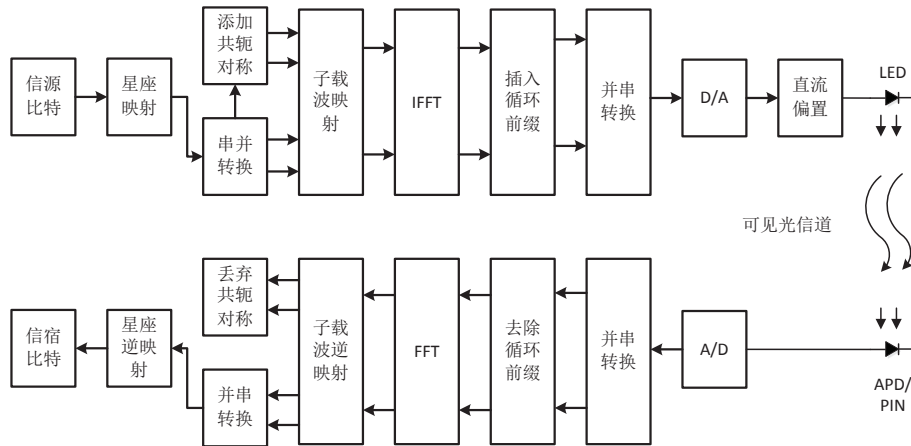 信源
比特
星座
映射
添加
共轭
对称
串并
转换
子载
波映
射
IFFT
插入
循环
前缀
并串
转换
D/A
直流
偏置
LED
可见光信道
信宿
比特
星座
逆映
射
丢弃
共轭
对称
并串
转换
子载
波逆
映射
FFT
去除
循环
前缀
并串
转换
A/D
APD/
PIN